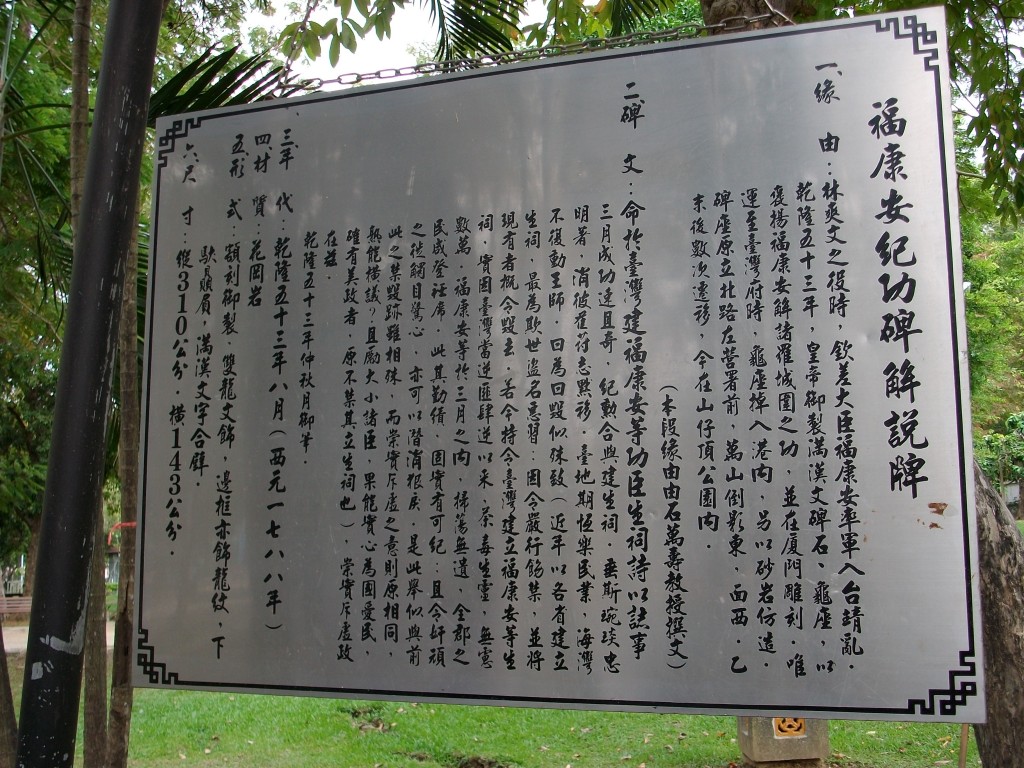 福康安紀功碑解說牌
一、緣　由：林爽文之役時，欽差大臣福康安率軍入台靖亂．
乾隆五十三年，皇帝御製滿漢文碑石、龜座，以
褒揚福康安解諸羅城圍之功，並在廈門雕刻．唯
運至臺灣府時　龜座掉入港內，另以砂岩仿造．
碑座原立北路　左營署前，萬山倒影東，面西．乙
末後數次遷移，今在山仔頂公園內．
（本段緣由由石萬壽教授撰文）
二、碑　文：命於臺灣建福康安等功臣生祠詩以誌事
三月成功速且奇，紀勲合與建生祠　垂斯琬琰忠
明著，消彼萑苻志黙移，臺地期恒樂民業，海灣
不復動王師，曰為曰毀似殊致（近年以各省建立
生祠，最為欺世盜名惡習：因令嚴行飭禁，並將
現有者概令毀去，若今特令臺灣建立福康安等生
祠，實因臺灣當逆匪肆逆以來，荼毒生靈，無慮
數萬，福康安等於三月之內，掃蕩無遺，全郡之
民咸登衽席，此其勤績，固實有可紀：且令奸頑
之徒觸目驚心，亦可以潛消狠戾，是此舉似與前
此之禁毀跡雖相殊，而崇實斥虛之意則原相同，
孰能橫議？且勵大小諸臣，果能實心為國愛民，
確有美政者，原不禁其立生祠也），崇實斥虛政
在茲
乾隆五十三年仲秋月御筆．
三、年　代：乾隆五十三年八月（西元一七八八年）
四、材　質：花岡岩
五、形　式：額刻御製，雙龍文飾，邊框亦飾龍紋，下
馱贔屓，滿漢文字合鐫．
六、尺　寸：縱310公分．橫143公分．